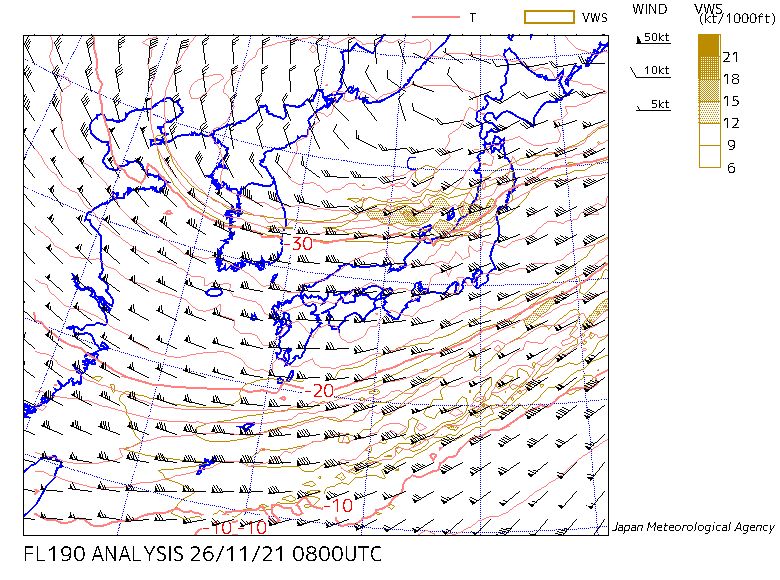 T
VWS
WIND
VWS
(kt/1000ft)
50kt
10kt
5kt
21
18
15
12
9
6
-30
-20
-10
-10
-10
Japan Meteorological Agency
FL190 ANALYSIS 26/11/21 0800UTC